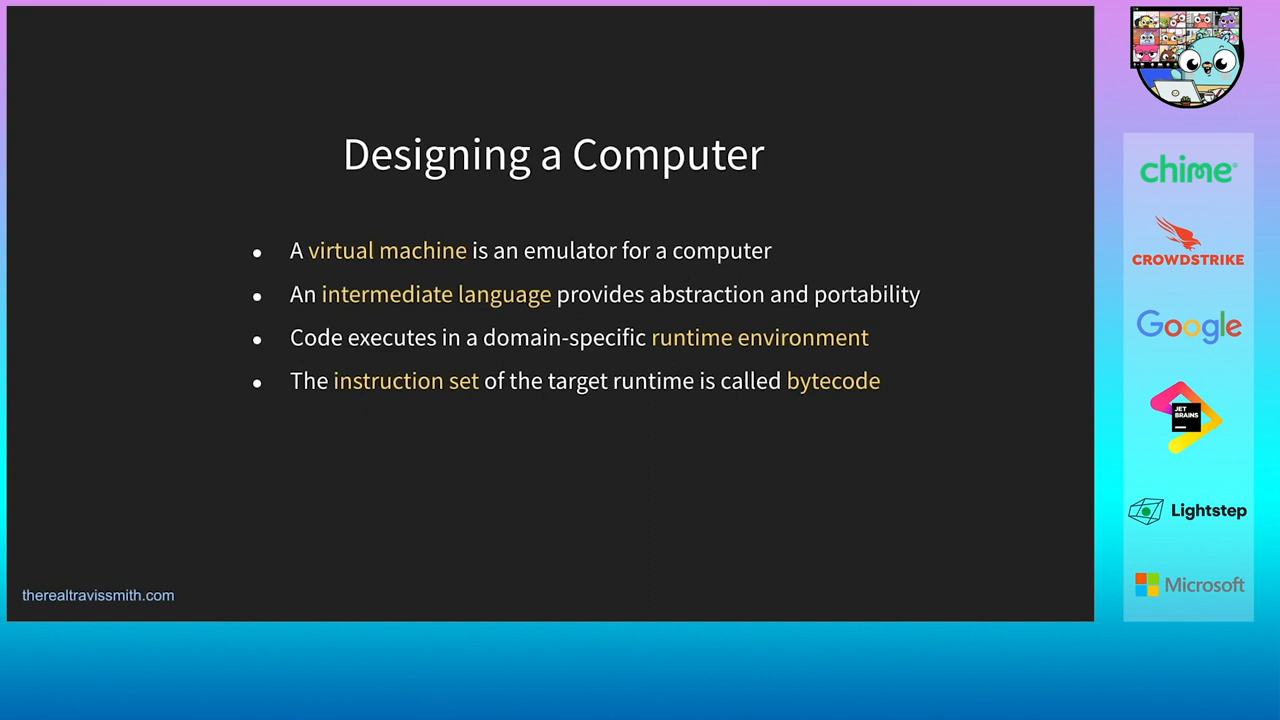 Designing a Computer
● A virtual machine is an emulator for a computer
● An intermediate language provides abstraction and portability
● Code executes in a domain-specific runtime environment
● The instruction set of the target runtime is called bytecode
therealtravissmith.com
chime®
CROWDSTRIKE
Google
JET
BRAINS
Lightstep
Microsoft